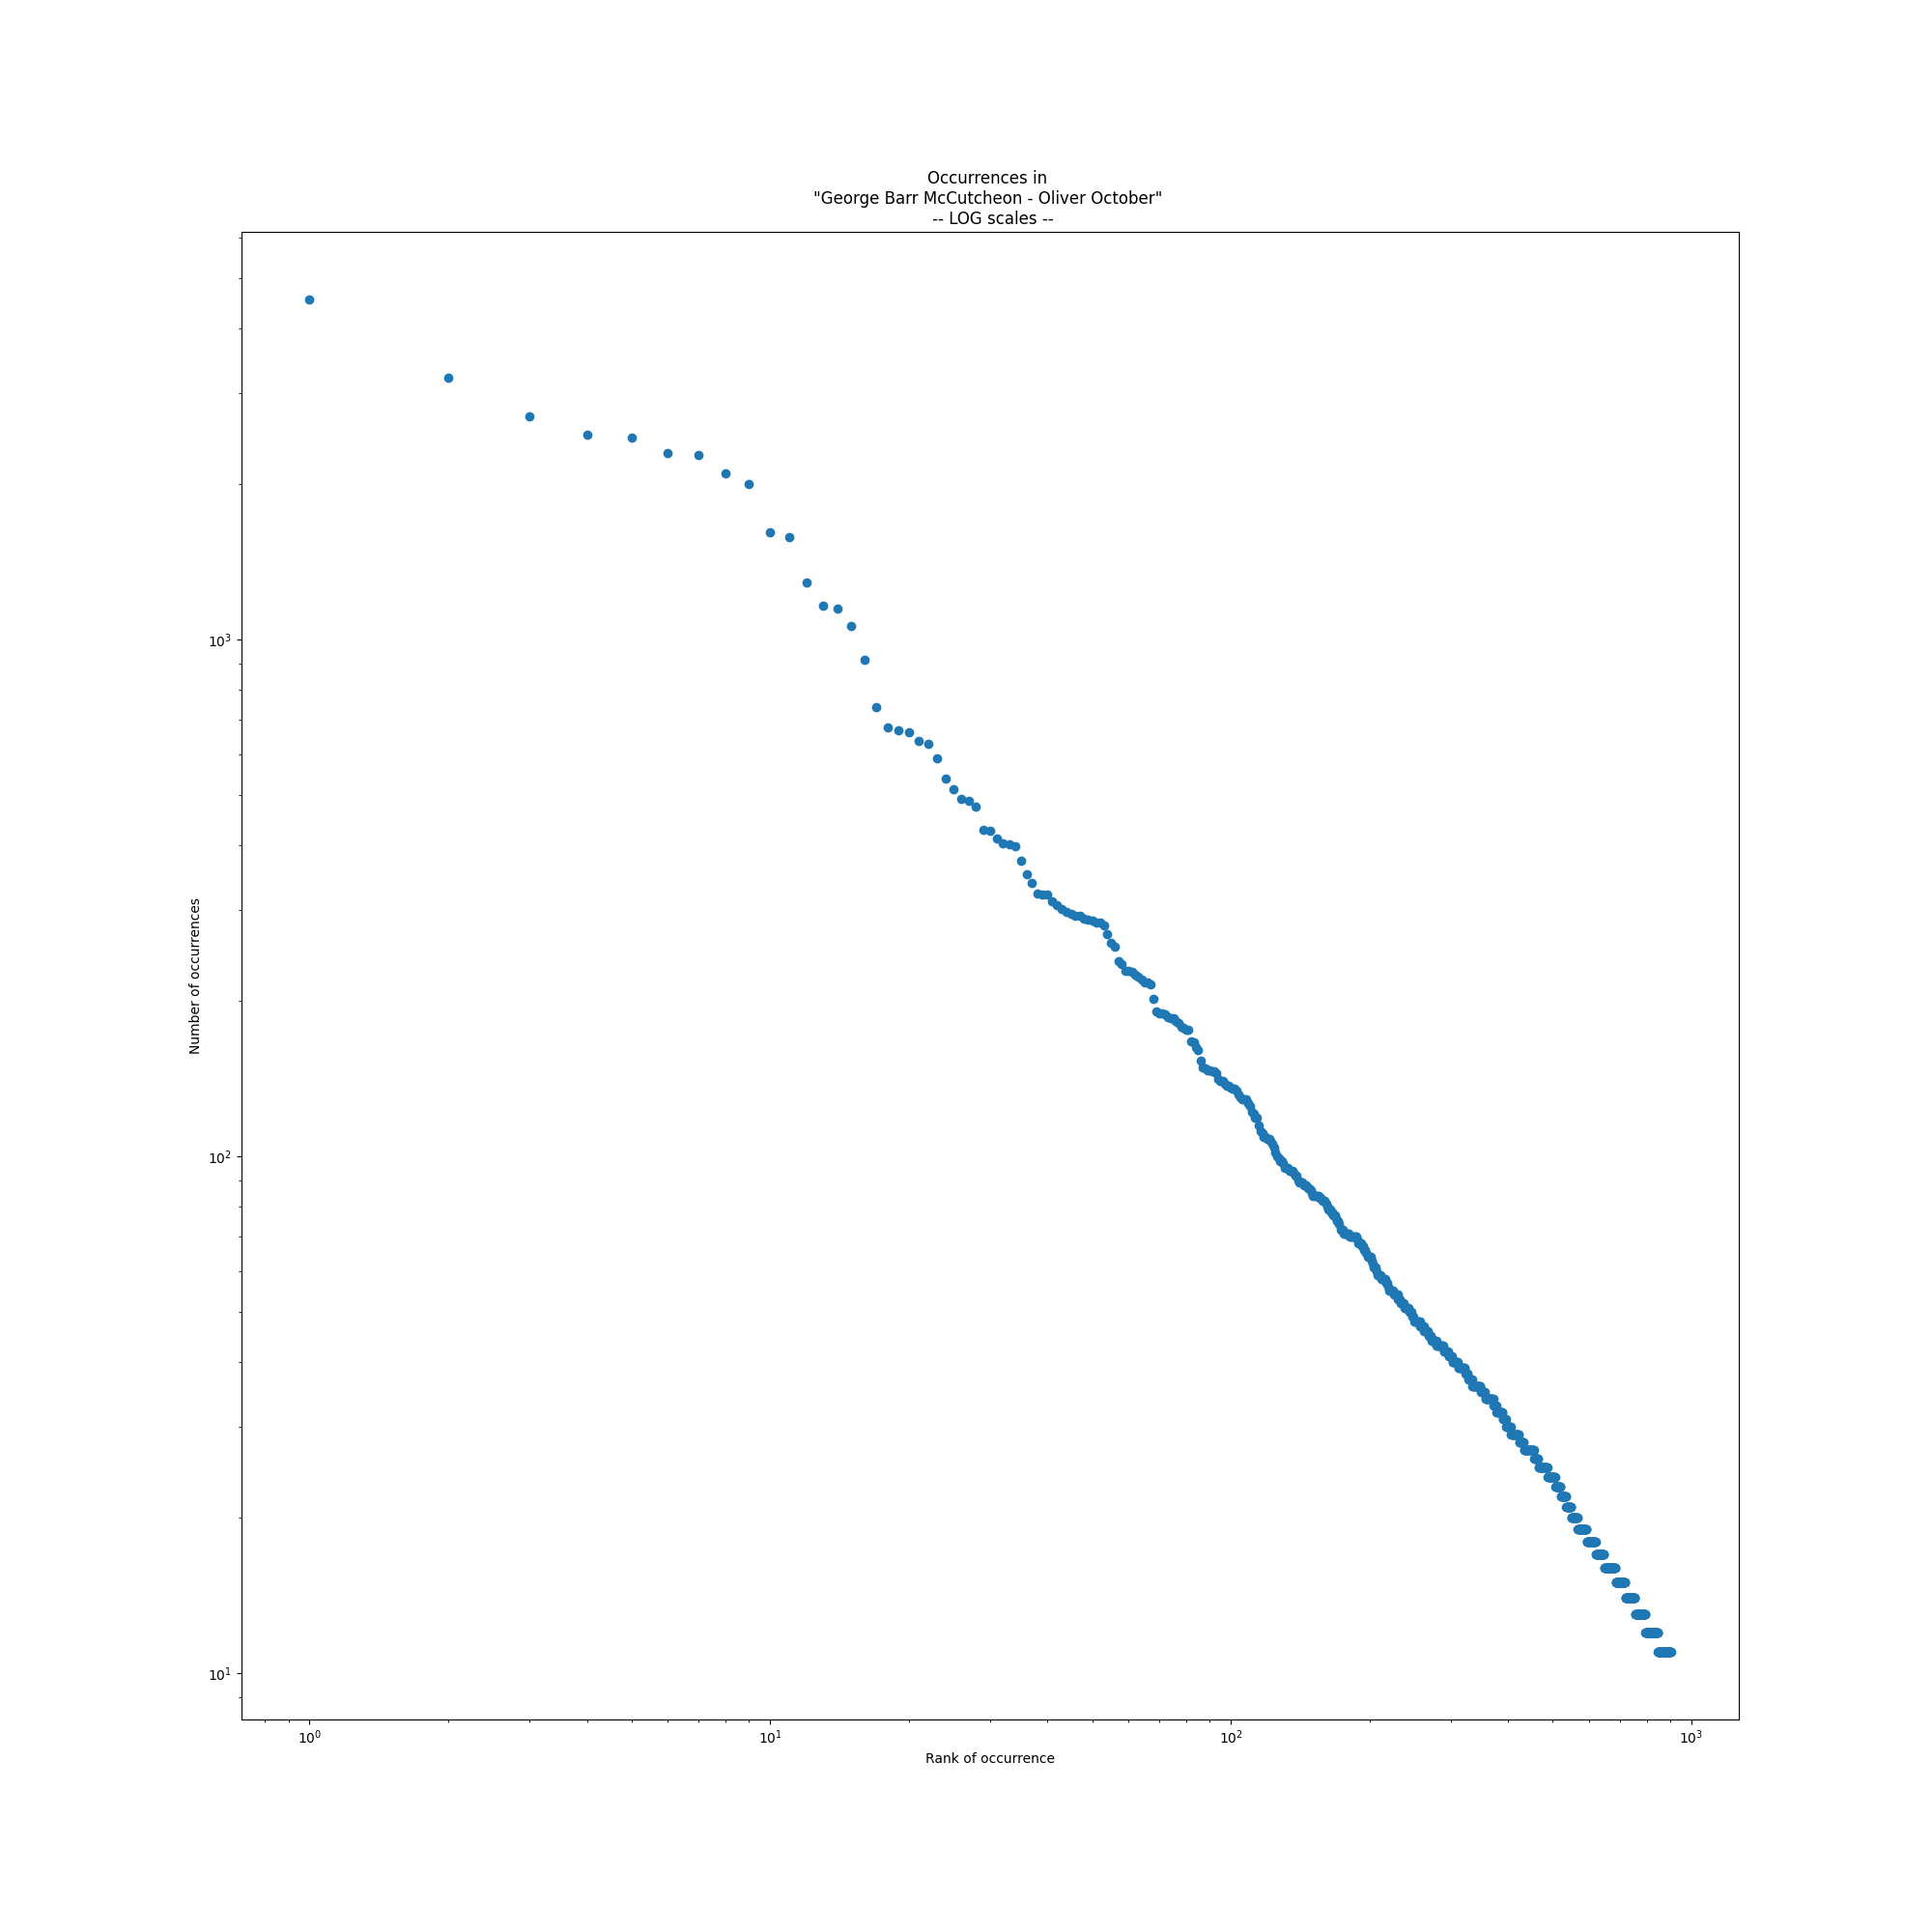 Occurrences in
"George Barr McCutcheon - Oliver October"
-- LOG scales --
Number of occurrences
10³
10²
10¹
10⁰ 10¹ 10² 10³
Rank of occurrence